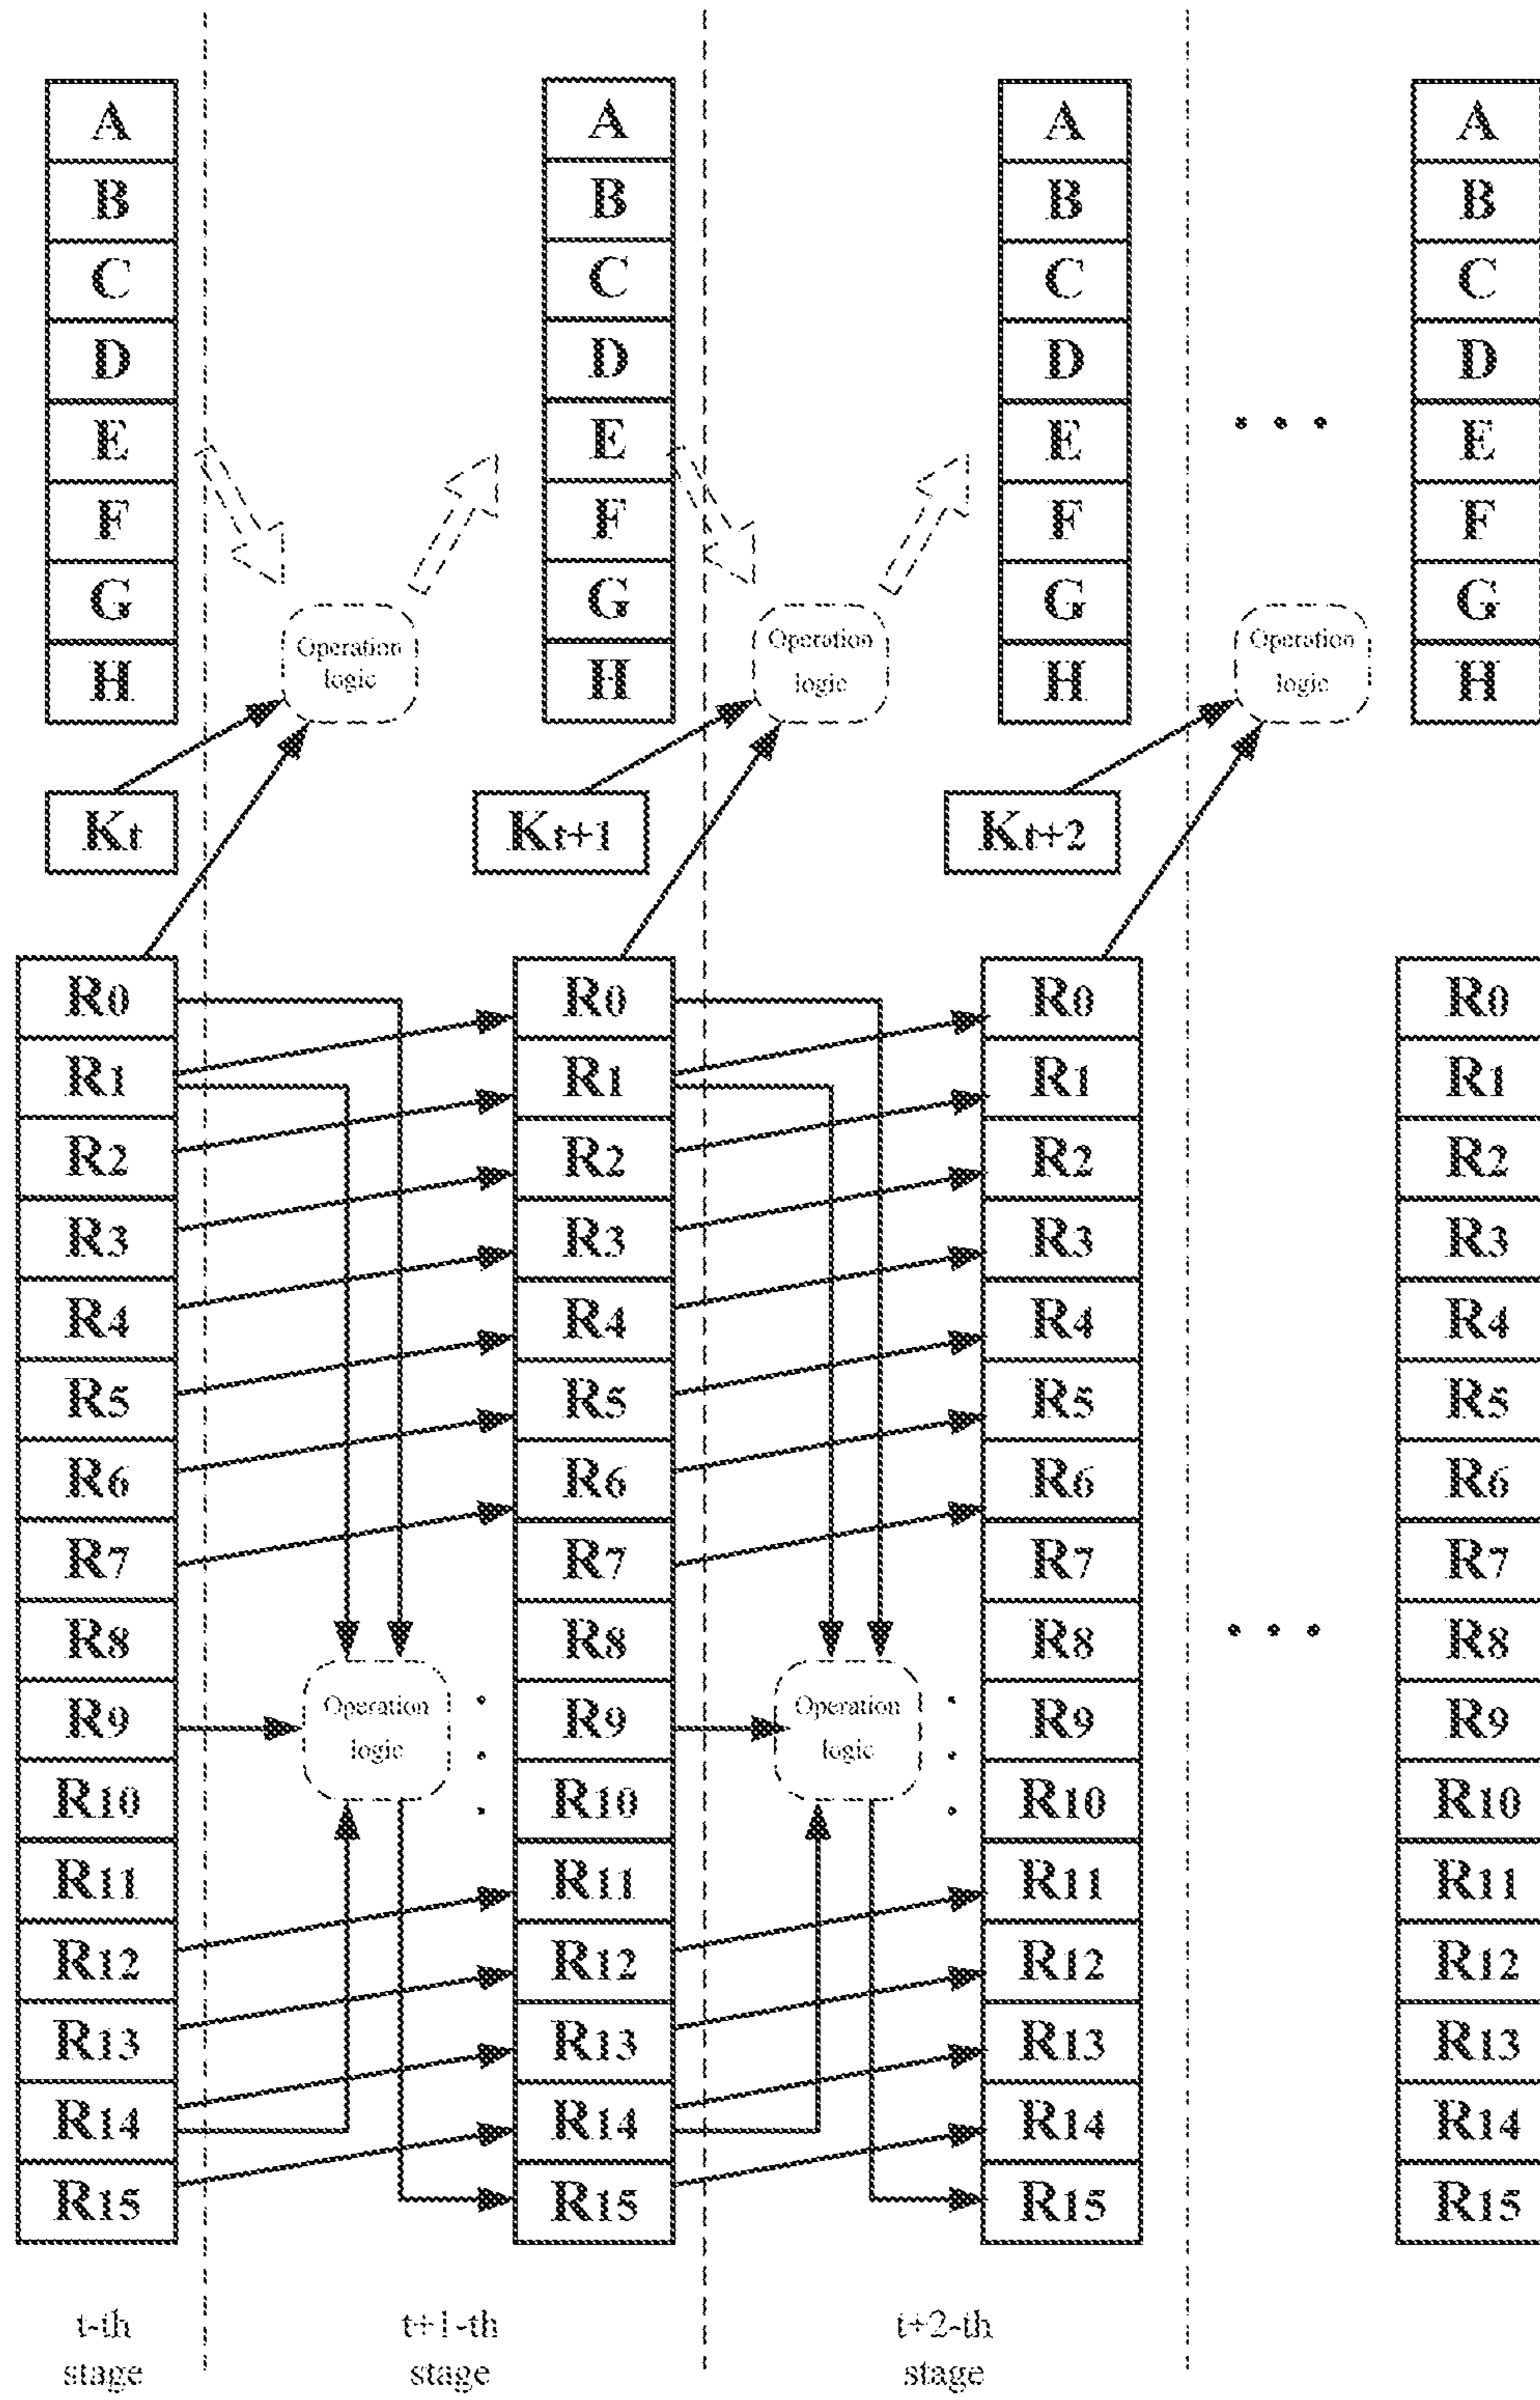 A
B
C
D
E
F
G
H
Operation
logic
Kt
R0
R1
R2
R3
R4
R5
R6
R7
R8
R9
R10
R11
R12
R13
R14
R15
Operation
logic
t-th
stage
A
B
C
D
E
F
G
H
Operation
logic
Kt+1
R0
R1
R2
R3
R4
R5
R6
R7
R8
R9
R10
R11
R12
R13
R14
R15
Operation
logic
t+1-th
stage
A
B
C
D
E
F
G
H
Operation
logic
Kt+2
R0
R1
R2
R3
R4
R5
R6
R7
R8
R9
R10
R11
R12
R13
R14
R15
t+2-th
stage
A
B
C
D
E
F
G
H
R0
R1
R2
R3
R4
R5
R6
R7
R8
R9
R10
R11
R12
R13
R14
R15